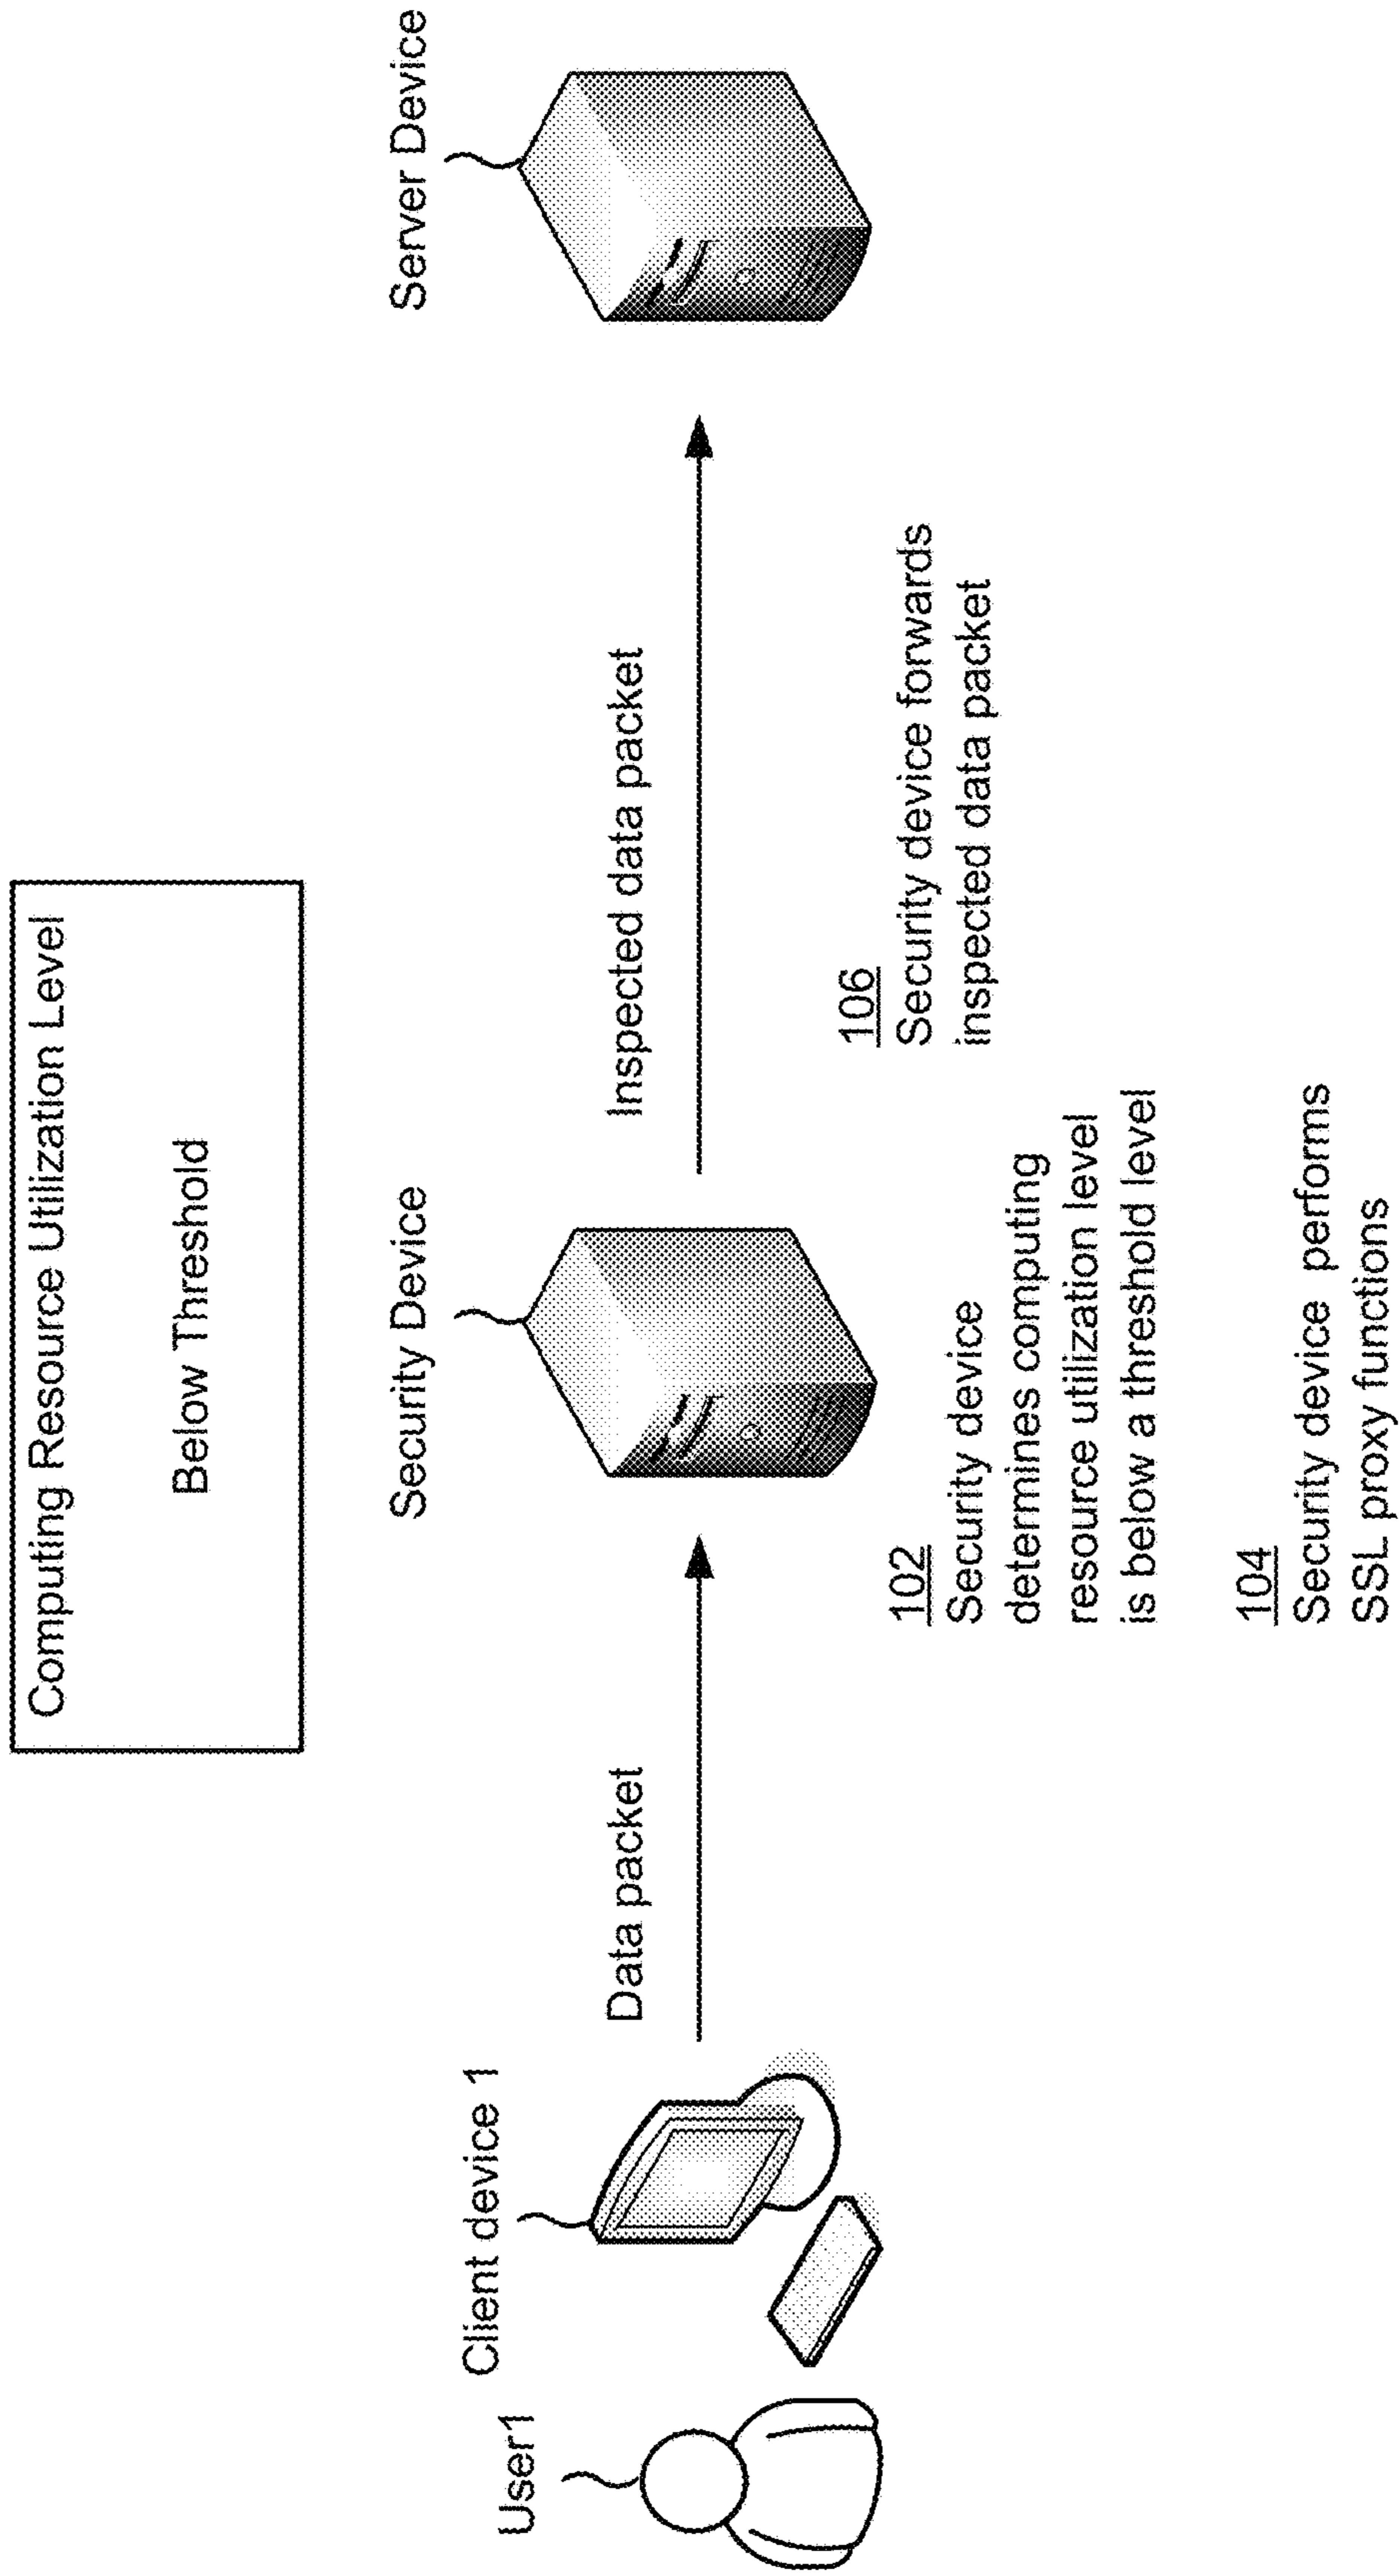 Computing Resource Utilization Level
Below Threshold
User1
Client device 1
Data packet
Security Device
Inspected data packet
Server Device
102
Security device
determines computing
resource utilization level
is below a threshold level
104
Security device performs
SSL proxy functions
106
Security device forwards
inspected data packet